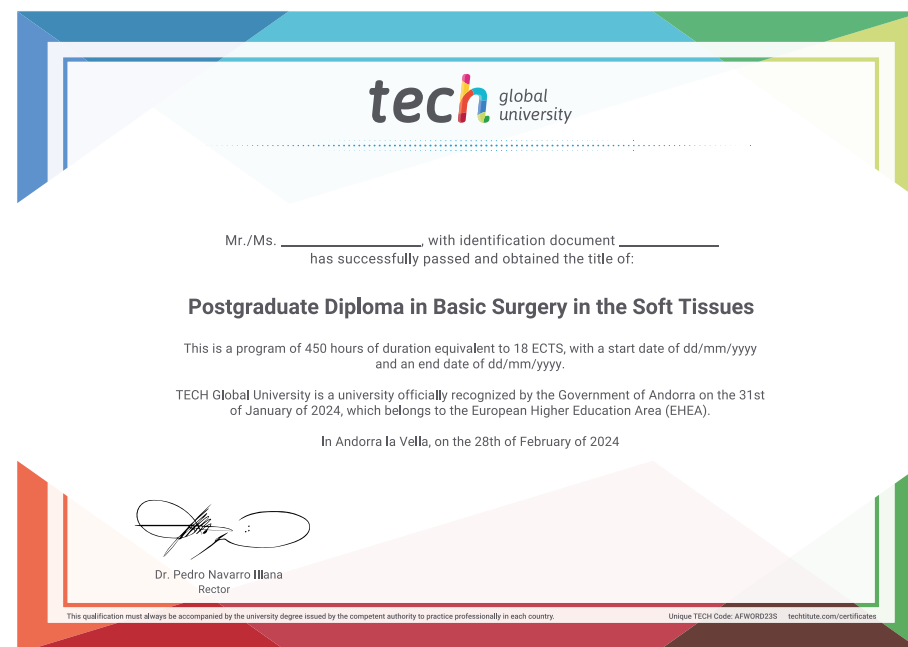 tech global university
Mr./Ms. ____________, with identification document ____________
has successfully passed and obtained the title of:
Postgraduate Diploma in Basic Surgery in the Soft Tissues
This is a program of 450 hours of duration equivalent to 18 ECTS, with a start date of dd/mm/yyyy
and an end date of dd/mm/yyyy.
TECH Global University is a university officially recognized by the Government of Andorra on the 31st
of January of 2024, which belongs to the European Higher Education Area (EHEA).
In Andorra la Vella, on the 28th of February of 2024
Dr. Pedro Navarro Illana
Rector
This qualification must always be accompanied by the university degree issued by the competent authority to practice professionally in each country.
Unique TECH Code: AFWORD23S techtitute.com/certificates